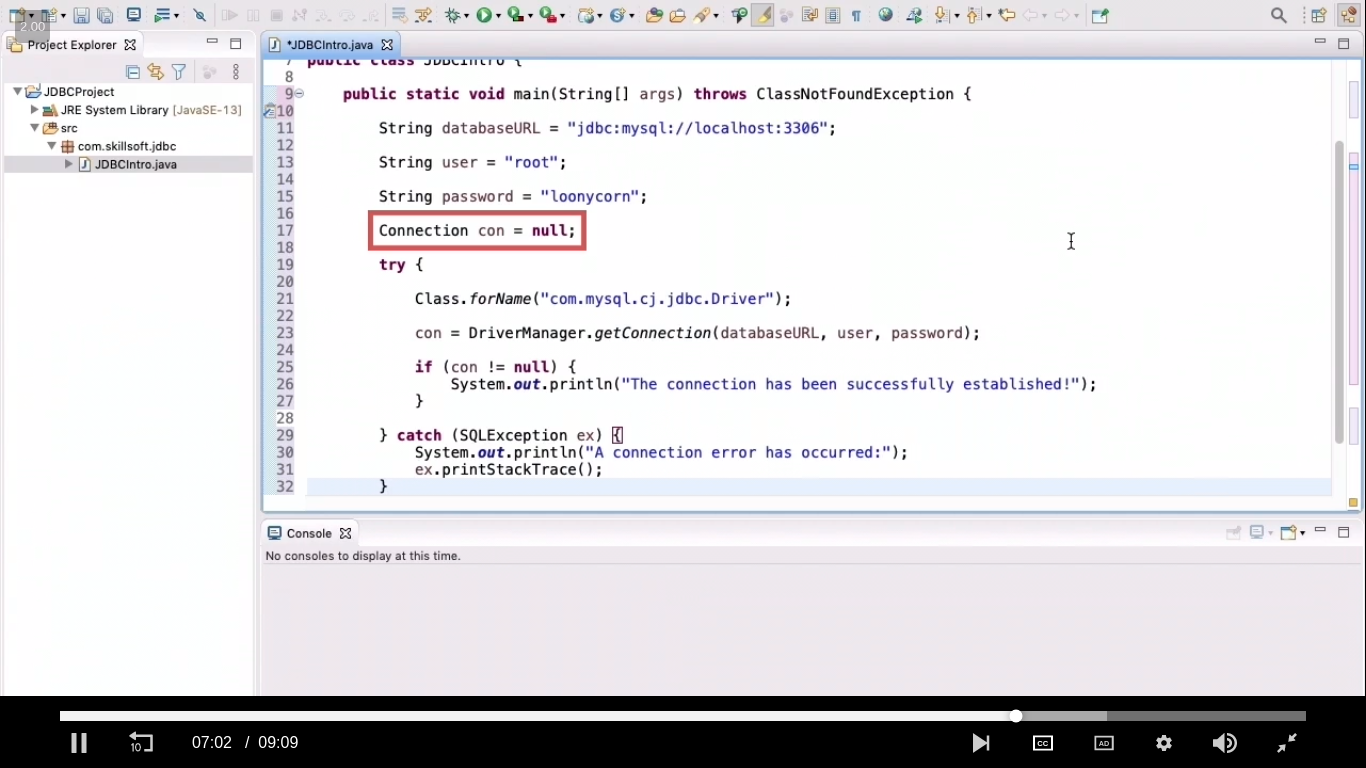 2.00
Project Explorer
*JDBCIntro.java
JDBCProject
JRE System Library [JavaSE-13]
src
com.skillsoft.jdbc
JDBCIntro.java
7 public class JDBCIntro {
8
9 public static void main(String[] args) throws ClassNotFoundException {
10
11 String databaseURL = "jdbc:mysql://localhost:3306";
12
13 String user = "root";
14
15 String password = "loonycorn";
16
17 Connection con = null;
18
19 try {
20
21 Class.forName("com.mysql.cj.jdbc.Driver");
22
23 con = DriverManager.getConnection(databaseURL, user, password);
24
25 if (con != null) {
26 System.out.println("The connection has been successfully established!");
27 }
28
29 } catch (SQLException ex) {
30 System.out.println("A connection error has occurred:");
31 ex.printStackTrace();
32 }
Console
No consoles to display at this time.
10
07:02 / 09:09
CC
AD